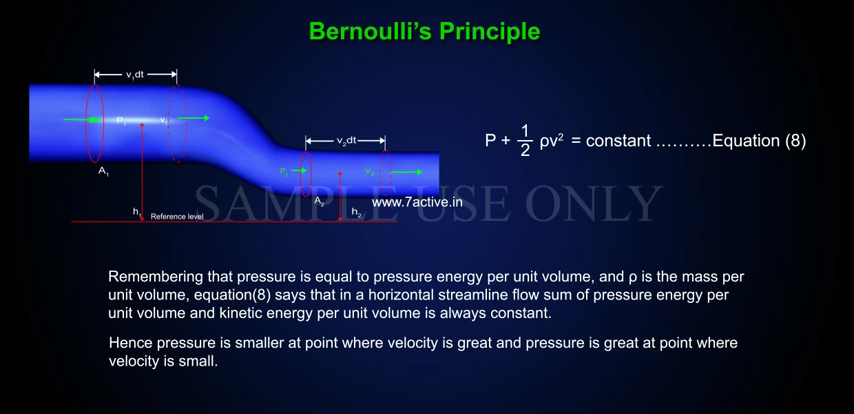 Bernoulli's Principle
v₁dt
P₁
v₁
v₂dt
P + 1/2 ρv² = constant ..........Equation (8)
A₁
P₂
v₂
A₂
www.7active.in
SAMPLE USE ONLY
h₁
Reference level
h₂
Remembering that pressure is equal to pressure energy per unit volume, and ρ is the mass per
unit volume, equation(8) says that in a horizontal streamline flow sum of pressure energy per
unit volume and kinetic energy per unit volume is always constant.
Hence pressure is smaller at point where velocity is great and pressure is great at point where
velocity is small.